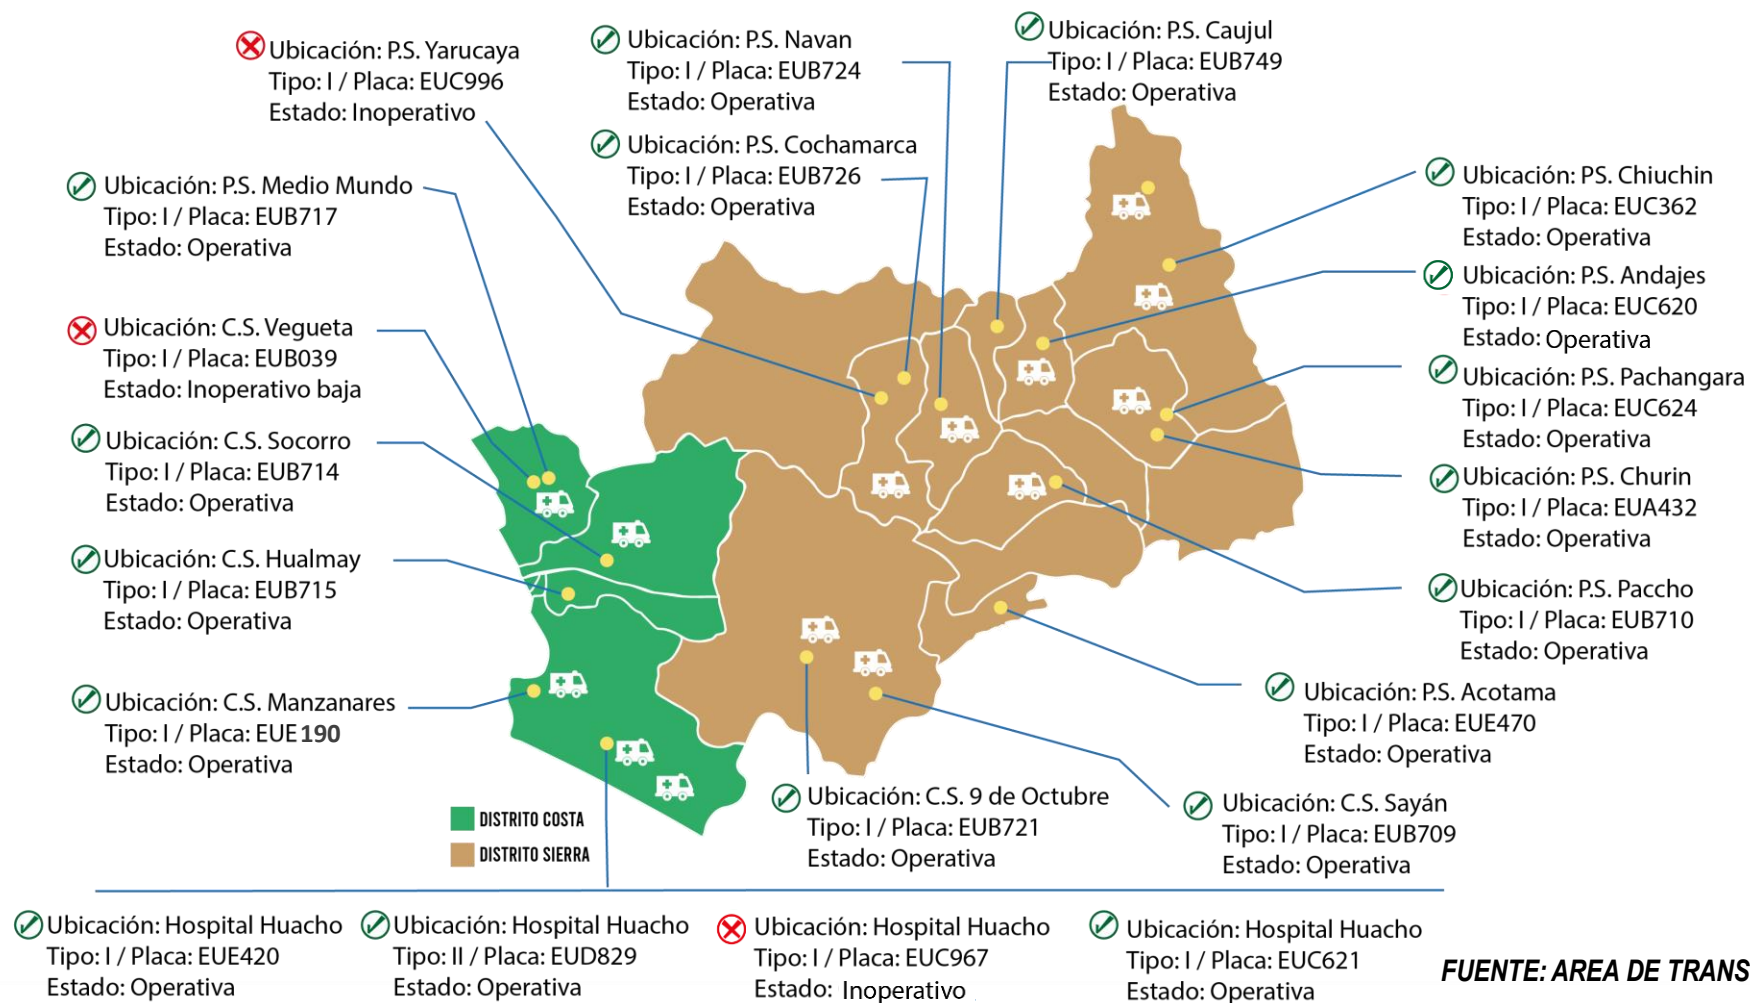 Ubicación: P.S. Yarucaya
Tipo: I / Placa: EUC996
Estado: Inoperativo
Ubicación: P.S. Navan
Tipo: I / Placa: EUB724
Estado: Operativa
Ubicación: P.S. Caujul
Tipo: I / Placa: EUB749
Estado: Operativa
Ubicación: P.S. Cochamarca
Tipo: I / Placa: EUB726
Estado: Operativa
Ubicación: P.S. Medio Mundo
Tipo: I / Placa: EUB717
Estado: Operativa
Ubicación: C.S. Vegueta
Tipo: I / Placa: EUB039
Estado: Inoperativo baja
Ubicación: C.S. Socorro
Tipo: I / Placa: EUB714
Estado: Operativa
Ubicación: C.S. Hualmay
Tipo: I / Placa: EUB715
Estado: Operativa
Ubicación: C.S. Manzanares
Tipo: I / Placa: EUE190
Estado: Operativa
Ubicación: PS. Chiuchin
Tipo: I / Placa: EUC362
Estado: Operativa
Ubicación: P.S. Andajes
Tipo: I / Placa: EUC620
Estado: Operativa
Ubicación: P.S. Pachangara
Tipo: I / Placa: EUC624
Estado: Operativa
Ubicación: P.S. Churin
Tipo: I / Placa: EUA432
Estado: Operativa
Ubicación: P.S. Paccho
Tipo: I / Placa: EUB710
Estado: Operativa
Ubicación: P.S. Acotama
Tipo: I / Placa: EUE470
Estado: Operativa
Ubicación: C.S. Sayán
Tipo: I / Placa: EUB709
Estado: Operativa
Ubicación: C.S. 9 de Octubre
Tipo: I / Placa: EUB721
Estado: Operativa
DISTRITO COSTA
DISTRITO SIERRA
Ubicación: Hospital Huacho
Tipo: I / Placa: EUE420
Estado: Operativa
Ubicación: Hospital Huacho
Tipo: II / Placa: EUD829
Estado: Operativa
Ubicación: Hospital Huacho
Tipo: I / Placa: EUC967
Estado: Inoperativo
Ubicación: Hospital Huacho
Tipo: I / Placa: EUC621
Estado: Operativa
FUENTE: AREA DE TRANS